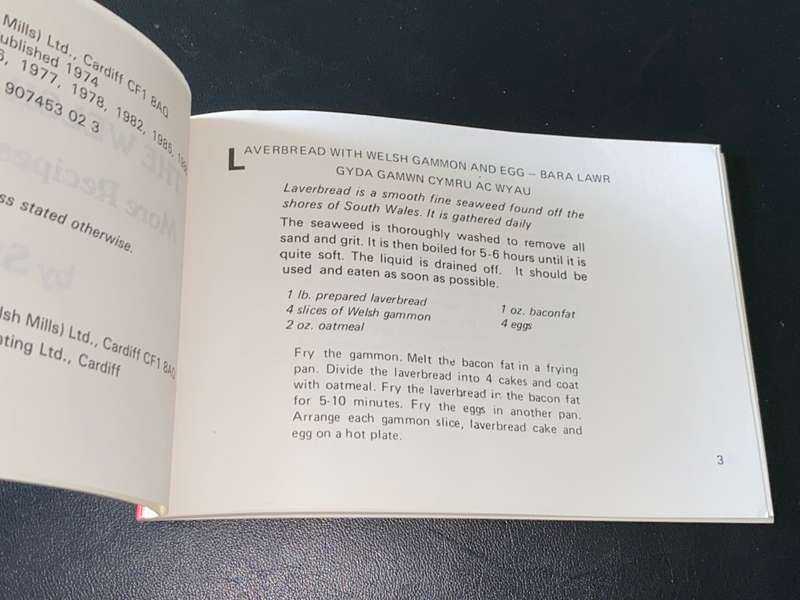 Mills) Ltd., Cardiff CF1 8AQ
ublished 1974
6, 1977, 1978, 1982, 1985,
907453 02 3
ss stated otherwise.
lsh Mills) Ltd., Cardiff CF1 8AQ
nting Ltd., Cardiff
LAVERBREAD WITH WELSH GAMMON AND EGG – BARA LAWR
GYDA GAMWN CYMRU AC WYAU
Laverbread is a smooth fine seaweed found off the
shores of South Wales. It is gathered daily
The seaweed is thoroughly washed to remove all
sand and grit. It is then boiled for 5-6 hours until it is
quite soft. The liquid is drained off. It should be
used and eaten as soon as possible.
1 lb. prepared laverbread
4 slices of Welsh gammon
2 oz. oatmeal
1 oz. baconfat
4 eggs
Fry the gammon. Melt the bacon fat in a frying
pan. Divide the laverbread into 4 cakes and coat
with oatmeal. Fry the laverbread in the bacon fat
for 5-10 minutes. Fry the eggs in another pan.
Arrange each gammon slice, laverbread cake and
egg on a hot plate.
3